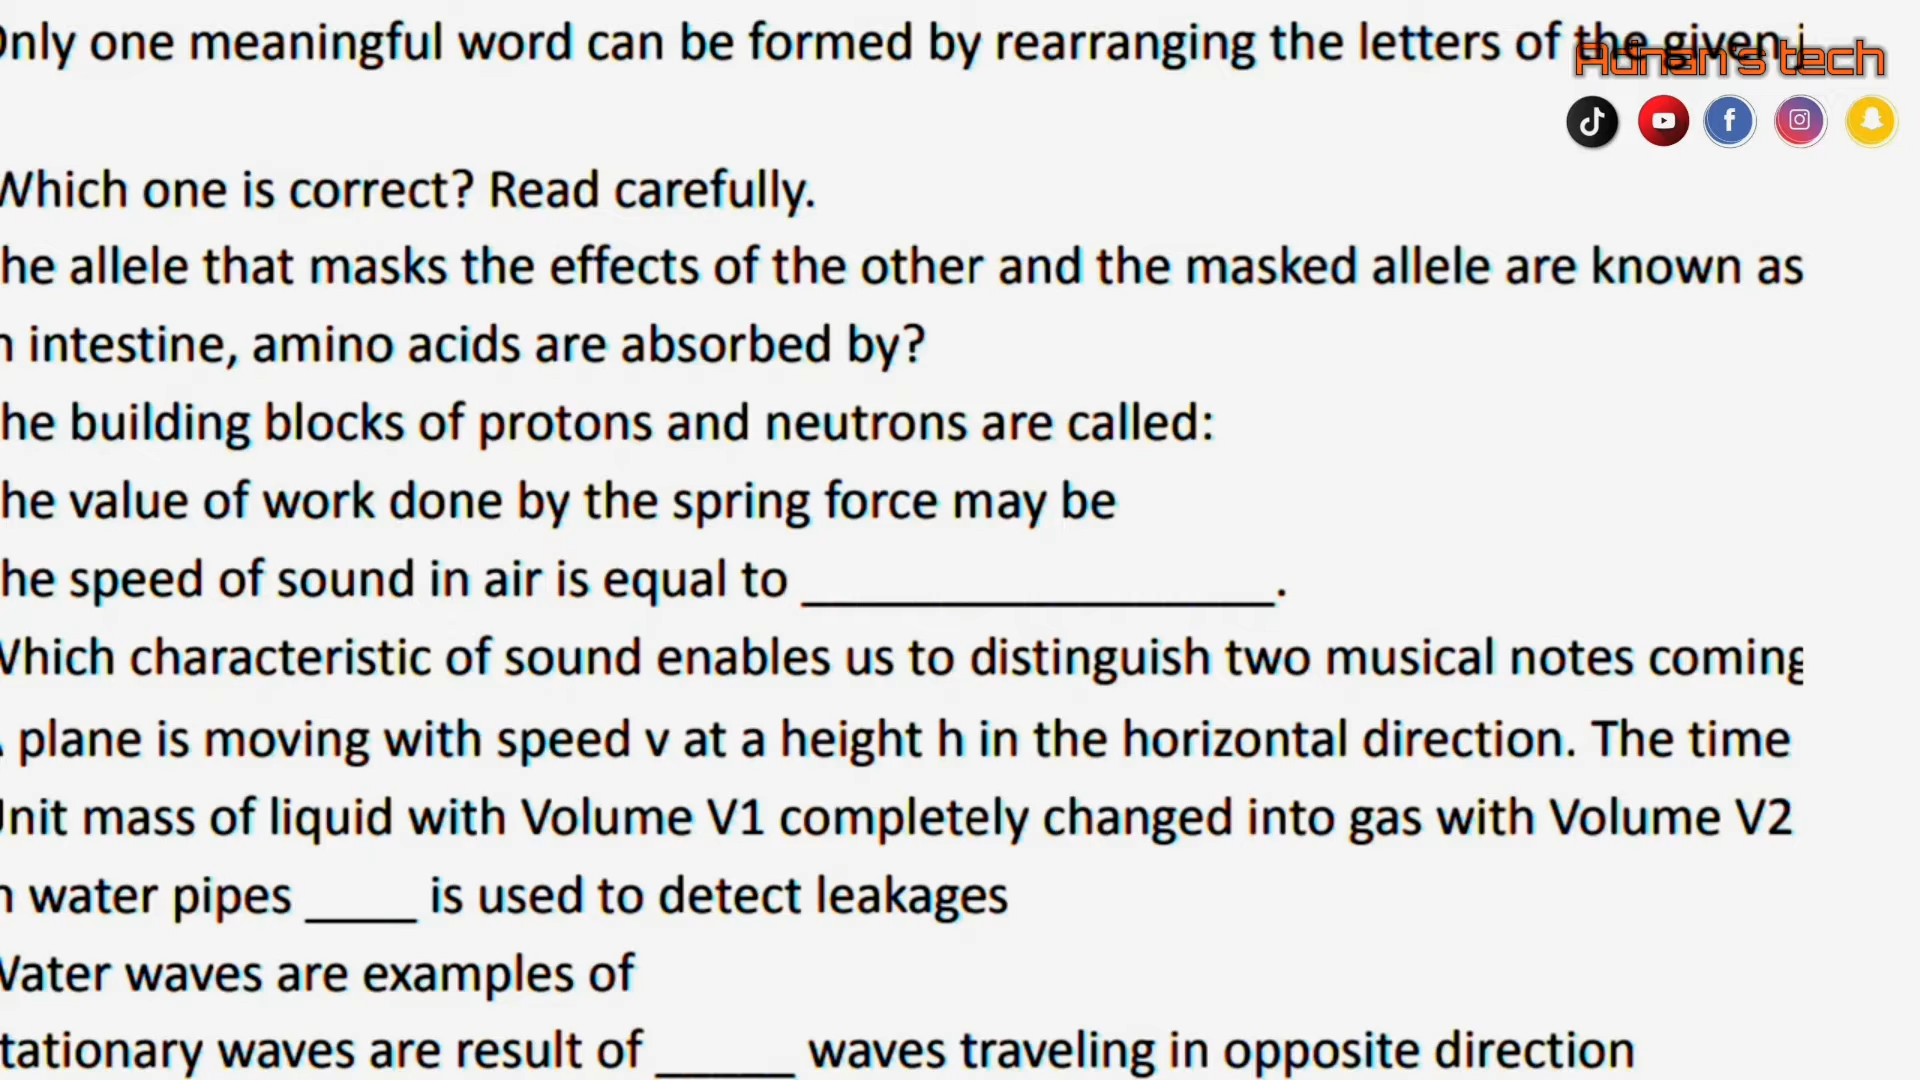 Only one meaningful word can be formed by rearranging the letters of the given
Adnan's tech
Which one is correct? Read carefully.
he allele that masks the effects of the other and the masked allele are known as
n intestine, amino acids are absorbed by?
he building blocks of protons and neutrons are called:
he value of work done by the spring force may be
he speed of sound in air is equal to ________________.
Which characteristic of sound enables us to distinguish two musical notes coming
A plane is moving with speed v at a height h in the horizontal direction. The time
Unit mass of liquid with Volume V1 completely changed into gas with Volume V2
n water pipes ____ is used to detect leakages
Water waves are examples of
tationary waves are result of _____ waves traveling in opposite direction